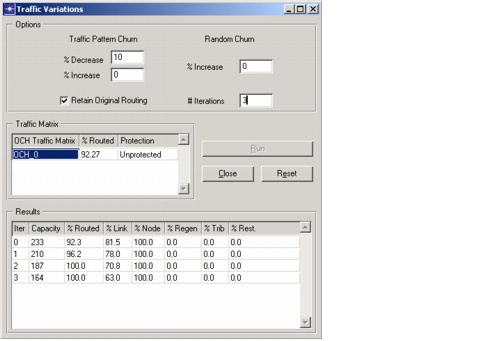 Traffic Variations
Options
Traffic Pattern Churn
Random Churn
% Decrease 10
% Increase 0
% Increase 0
Retain Original Routing
# Iterations 3
Traffic Matrix
OCH Traffic Matrix % Routed Protection
OCH_0 92.27 Unprotected
Run
Close Reset
Results
Iter Capacity % Routed % Link % Node % Regen % Trib % Rest.
0 233 92.3 81.5 100.0 0.0 0.0 0.0
1 210 96.2 78.0 100.0 0.0 0.0 0.0
2 187 100.0 70.8 100.0 0.0 0.0 0.0
3 164 100.0 63.0 100.0 0.0 0.0 0.0